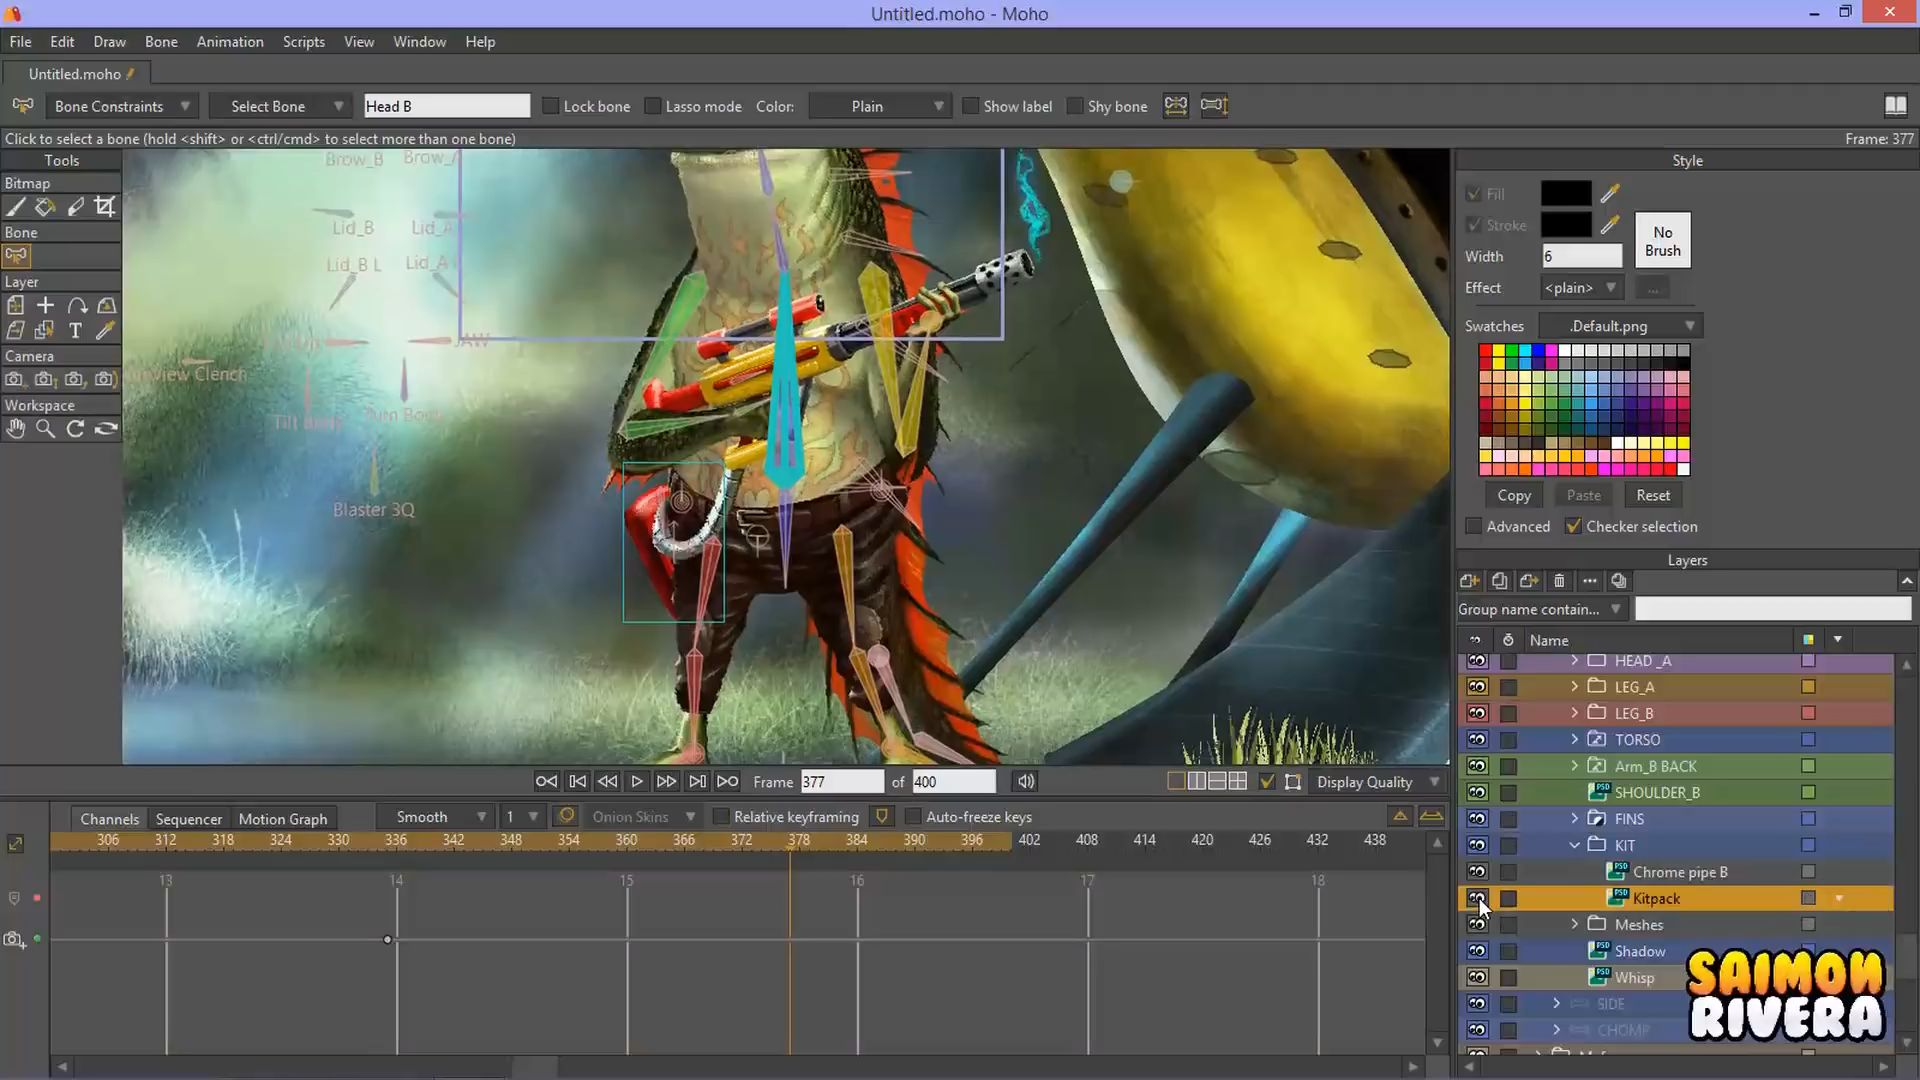 Untitled.moho - Moho
File Edit Draw Bone Animation Scripts View Window Help
Untitled.moho
Bone Constraints Select Bone Head B Lock bone Lasso mode Color: Plain Show label Shy bone
Click to select a bone (hold <shift> or <ctrl/cmd> to select more than one bone) Frame: 377
Tools
Bitmap
Bone
Layer
Camera
Workspace
Brow_B
Lid_B Lid_A
Lid_B L Lid_A
JAW
Clench
Blaster 3Q
Style
Fill
Stroke
No Brush
Width 6
Effect <plain> ...
Swatches .Default.png
Copy Paste Reset
Advanced Checker selection
Layers
Group name contain...
Name
HEAD _A
LEG_A
LEG_B
TORSO
Arm_B BACK
SHOULDER_B
FINS
KIT
Chrome pipe B
Kitpack
Meshes
Shadow
Whisp
SIDE
CHOMP
Frame 377 of 400 Display Quality
Channels Sequencer Motion Graph Smooth 1 Onion Skins Relative keyframing Auto-freeze keys
306 312 318 324 330 336 342 348 354 360 366 372 378 384 390 396 402 408 414 420 426 432 438
13 14 15 16 17 18
SAIMON
RIVERA